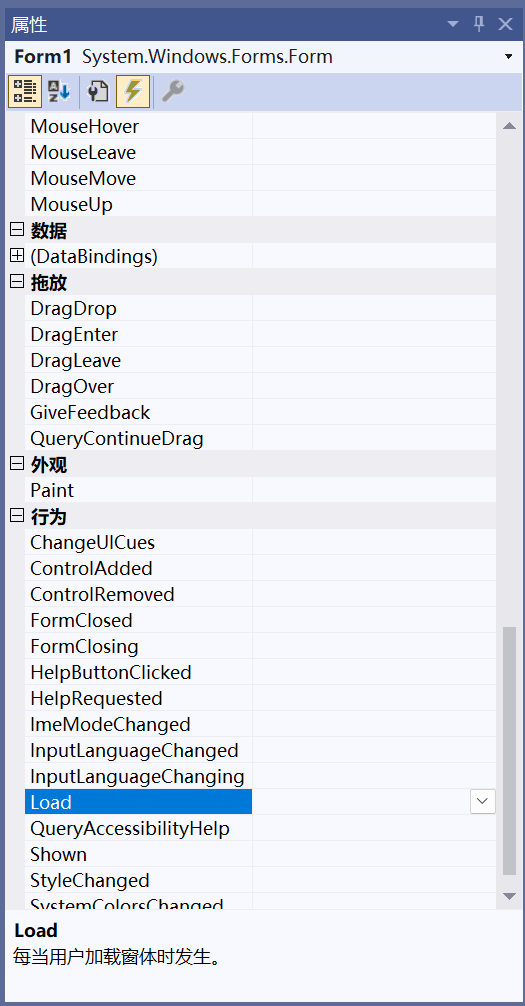 属性
Form1 System.Windows.Forms.Form
MouseHover
MouseLeave
MouseMove
MouseUp
数据
(DataBindings)
拖放
DragDrop
DragEnter
DragLeave
DragOver
GiveFeedback
QueryContinueDrag
外观
Paint
行为
ChangeUICues
ControlAdded
ControlRemoved
FormClosed
FormClosing
HelpButtonClicked
HelpRequested
ImeModeChanged
InputLanguageChanged
InputLanguageChanging
Load
QueryAccessibilityHelp
Shown
StyleChanged
SystemColorsChanged
Load
每当用户加载窗体时发生。